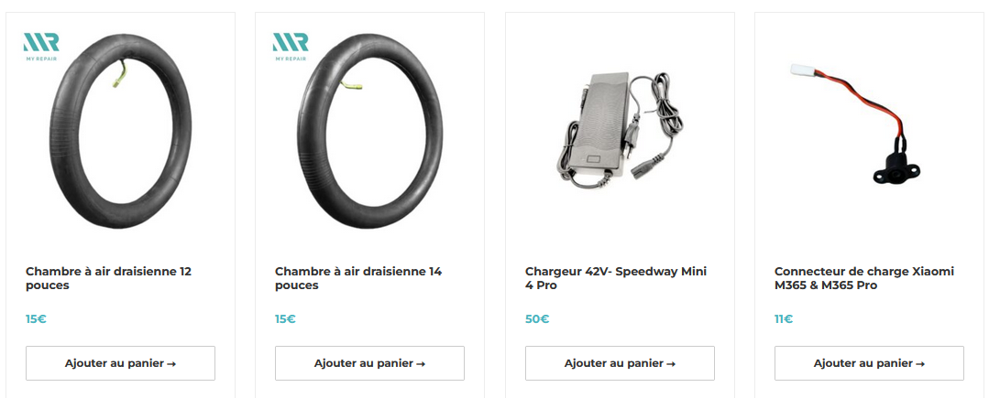 MY REPAIR
MY REPAIR
Chambre à air draisienne 12
pouces
15€
Ajouter au panier →
Chambre à air draisienne 14
pouces
15€
Ajouter au panier →
Chargeur 42V- Speedway Mini
4 Pro
50€
Ajouter au panier →
Connecteur de charge Xiaomi
M365 & M365 Pro
11€
Ajouter au panier →